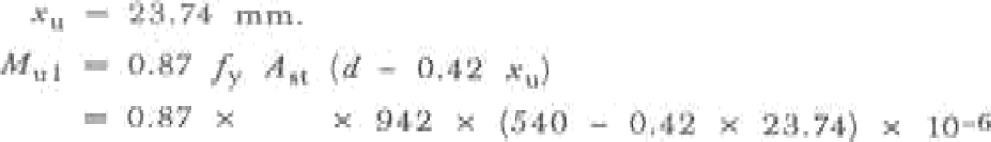 x_u = 23.74 mm.
M_u1 = 0.87 f_y A_st (d - 0.42 x_u)
= 0.87 × × 942 × (540 - 0.42 × 23.74) × 10^-6